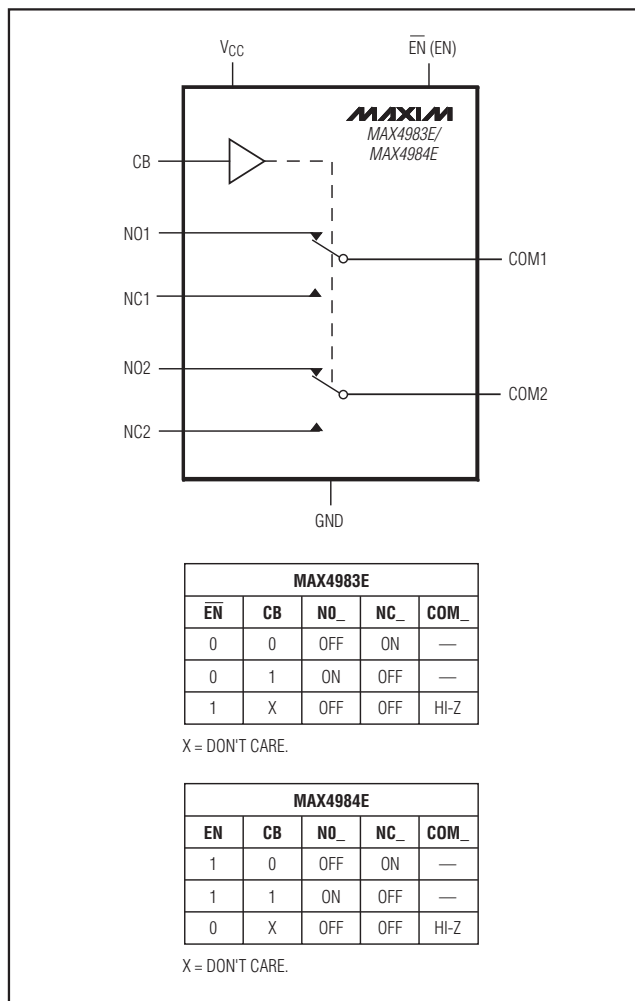 VCC
EN (EN)
MAXIM
MAX4983E/
MAX4984E
CB
NO1
COM1
NC1
NO2
COM2
NC2
GND
MAX4983E
EN CB NO_ NC_ COM_
0 0 OFF ON —
0 1 ON OFF —
1 X OFF OFF HI-Z
X = DON'T CARE.
MAX4984E
EN CB NO_ NC_ COM_
1 0 OFF ON —
1 1 ON OFF —
0 X OFF OFF HI-Z
X = DON'T CARE.